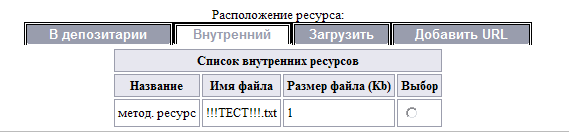 Расположение ресурса:
В депозитарии Внутренний Загрузить Добавить URL
Список внутренних ресурсов
Название Имя файла Размер файла (Kb) Выбор
метод. ресурс !!!ТЕСТ!!!.txt 1